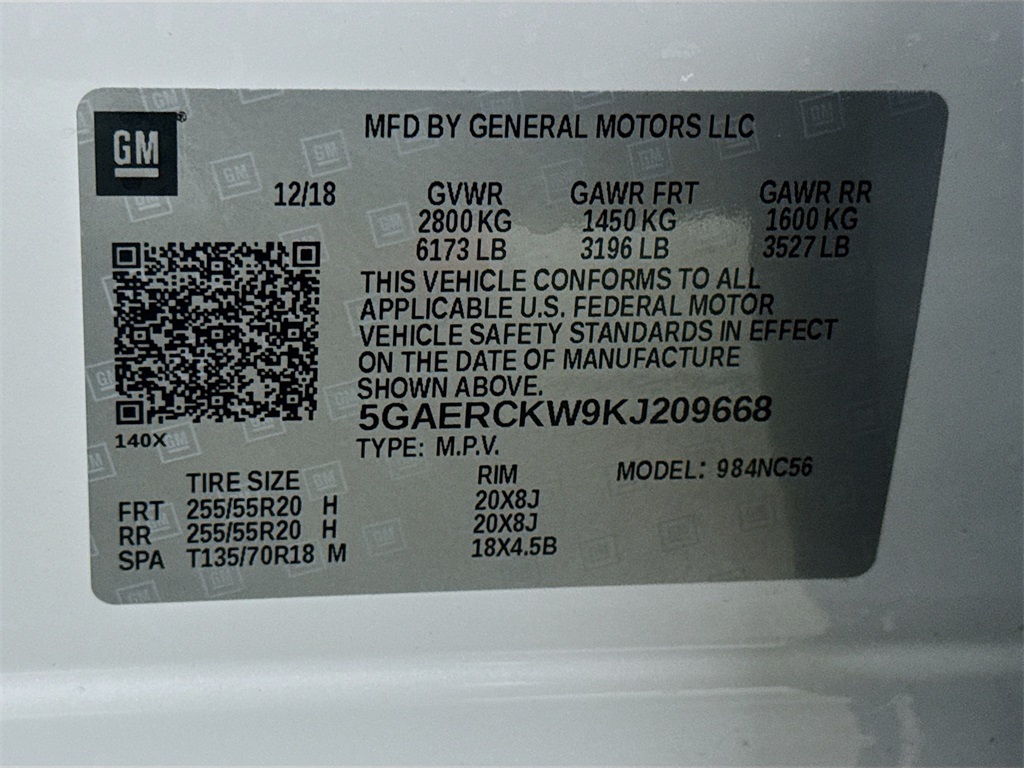 GM
MFD BY GENERAL MOTORS LLC
12/18 GVWR GAWR FRT GAWR RR
2800 KG 1450 KG 1600 KG
6173 LB 3196 LB 3527 LB
THIS VEHICLE CONFORMS TO ALL
APPLICABLE U.S. FEDERAL MOTOR
VEHICLE SAFETY STANDARDS IN EFFECT
ON THE DATE OF MANUFACTURE
SHOWN ABOVE.
5GAERCKW9KJ209668
140X
TYPE: M.P.V.
TIRE SIZE RIM MODEL: 984NC56
FRT 255/55R20 H 20X8J
RR 255/55R20 H 20X8J
SPA T135/70R18 M 18X4.5B